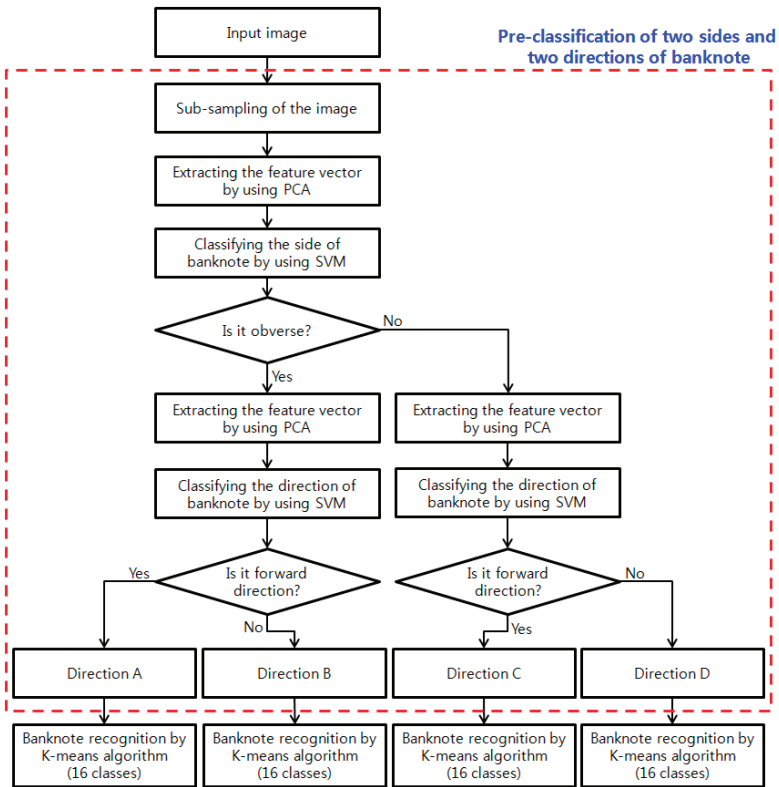 Input image
Pre-classification of two sides and
two directions of banknote
Sub-sampling of the image
Extracting the feature vector
by using PCA
Classifying the side of
banknote by using SVM
Is it obverse?
No
Yes
Extracting the feature vector
by using PCA
Extracting the feature vector
by using PCA
Classifying the direction of
banknote by using SVM
Classifying the direction of
banknote by using SVM
Yes
Is it forward
direction?
No
Is it forward
direction?
No
Yes
Direction A
Direction B
Direction C
Direction D
Banknote recognition by
K-means algorithm
(16 classes)
Banknote recognition by
K-means algorithm
(16 classes)
Banknote recognition by
K-means algorithm
(16 classes)
Banknote recognition by
K-means algorithm
(16 classes)